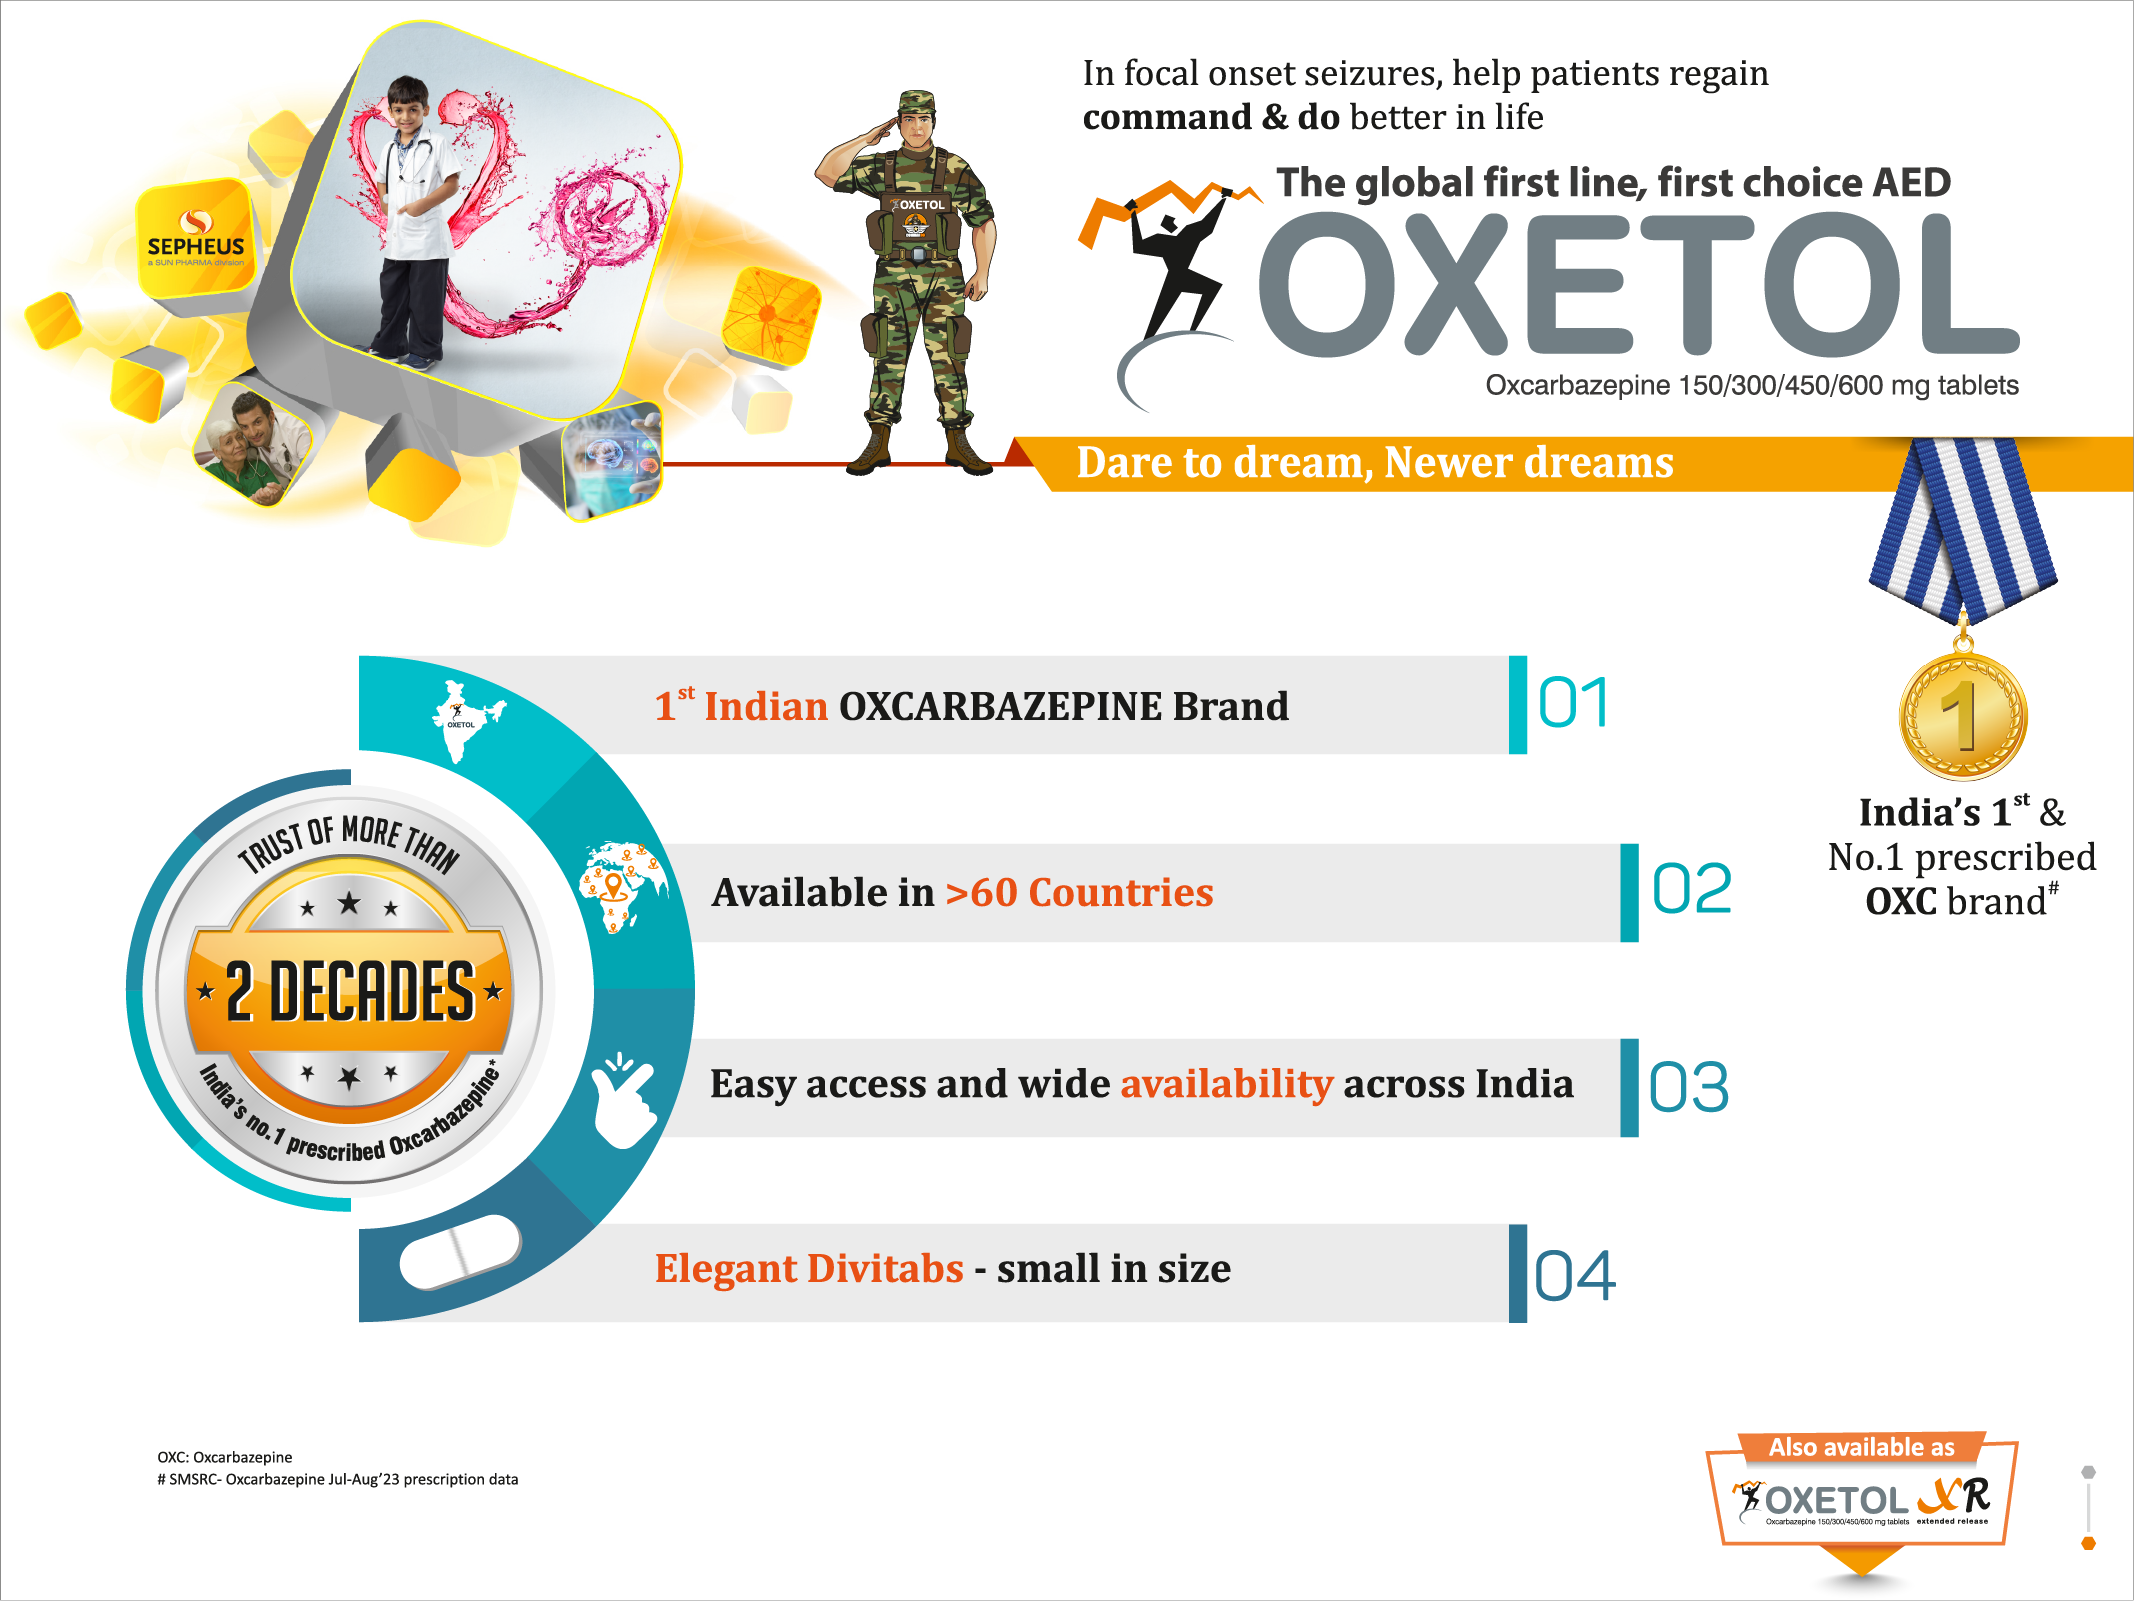 SEPHEUS
a SUN PHARMA division
OXETOL
In focal onset seizures, help patients regain
command & do better in life
The global first line, first choice AED
OXETOL
Oxcarbazepine 150/300/450/600 mg tablets
Dare to dream, Newer dreams
1
India's 1st &
No.1 prescribed
OXC brand#
TRUST OF MORE THAN
2 DECADES
India's no.1 prescribed Oxcarbazepine*
OXETOL
1st Indian OXCARBAZEPINE Brand
01
Available in >60 Countries
02
Easy access and wide availability across India
03
Elegant Divitabs - small in size
04
OXC: Oxcarbazepine
# SMSRC- Oxcarbazepine Jul-Aug'23 prescription data
Also available as
OXETOL XR
Oxcarbazepine 150/300/450/600 mg tablets extended release